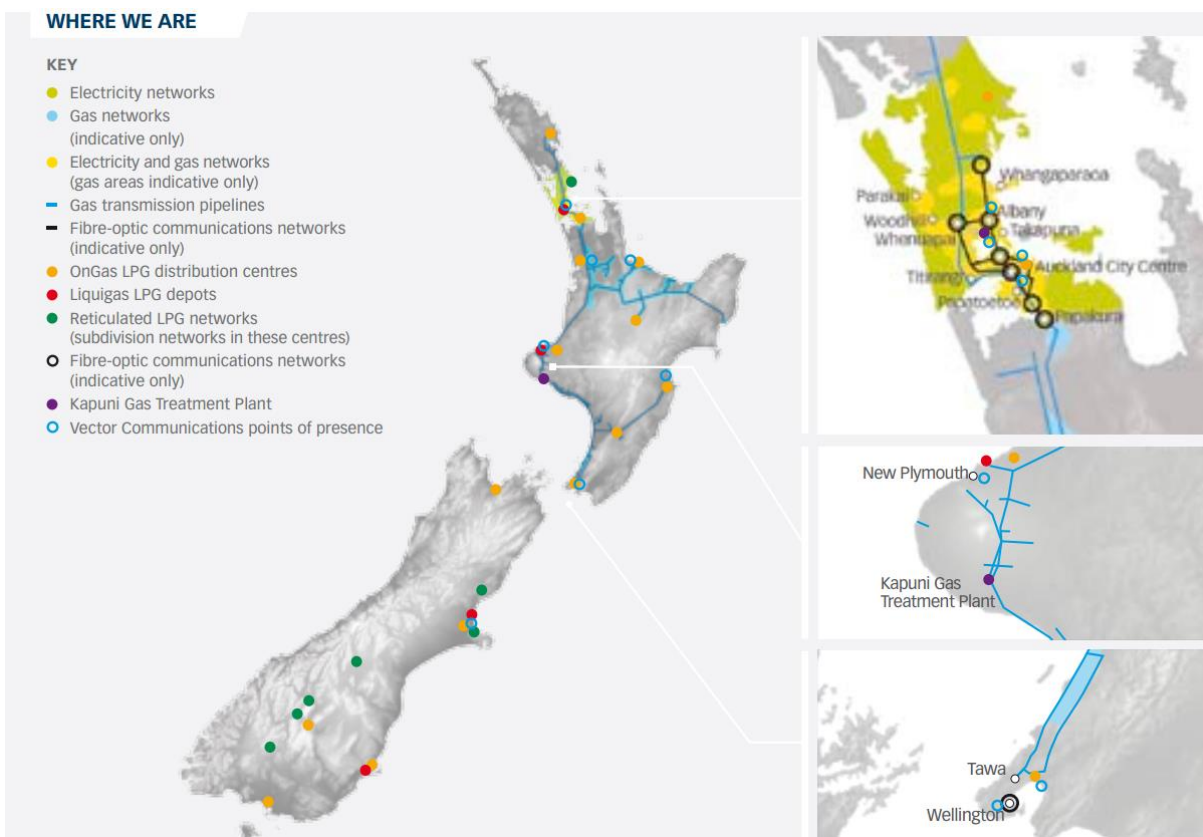 WHERE WE ARE
KEY
Electricity networks
Gas networks
(indicative only)
Electricity and gas networks
(gas areas indicative only)
Gas transmission pipelines
Fibre-optic communications networks
(indicative only)
OnGas LPG distribution centres
Liquigas LPG depots
Reticulated LPG networks
(subdivision networks in these centres)
Fibre-optic communications networks
(indicative only)
Kapuni Gas Treatment Plant
Vector Communications points of presence
Whangaparaoa
Parakai
Albany
Woodhill
Takapuna
Whenuapai
Auckland City Centre
Titirangi
Papatoetoe
Papakura
New Plymouth
Kapuni Gas
Treatment Plant
Tawa
Wellington